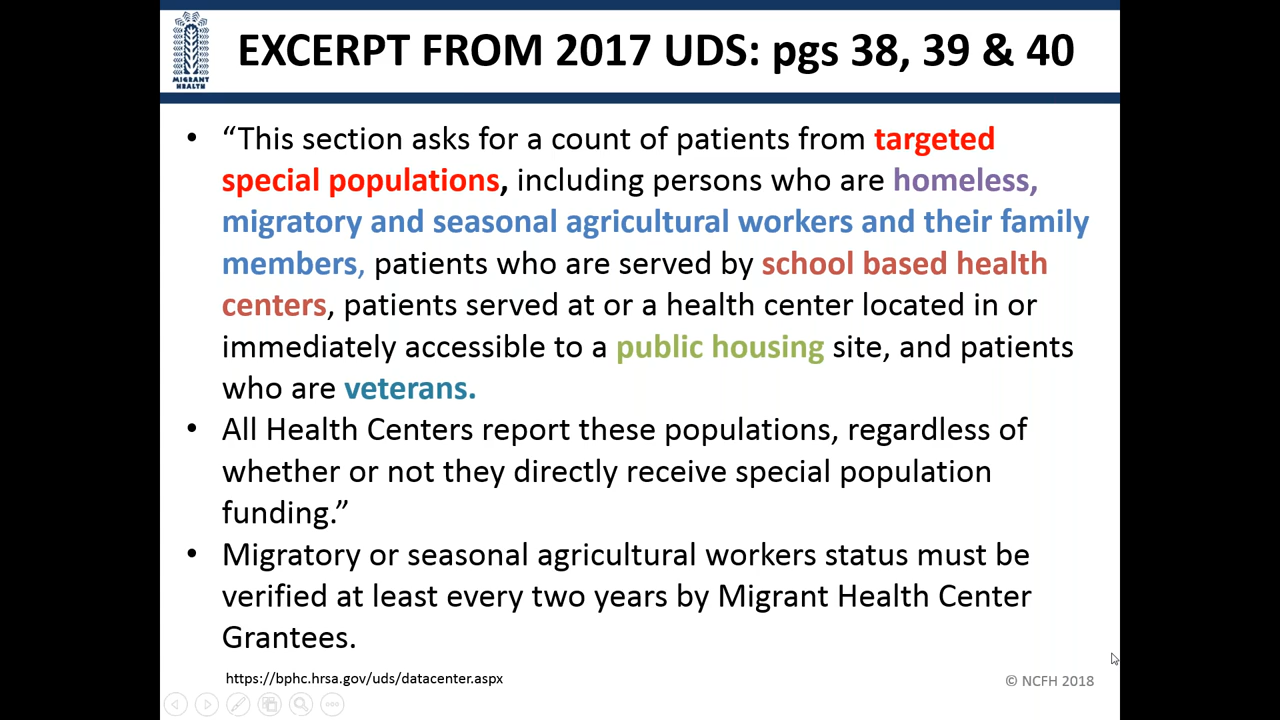 MIGRANT
HEALTH
EXCERPT FROM 2017 UDS: pgs 38, 39 & 40
• “This section asks for a count of patients from targeted
special populations, including persons who are homeless,
migratory and seasonal agricultural workers and their family
members, patients who are served by school based health
centers, patients served at or a health center located in or
immediately accessible to a public housing site, and patients
who are veterans.
• All Health Centers report these populations, regardless of
whether or not they directly receive special population
funding.”
• Migratory or seasonal agricultural workers status must be
verified at least every two years by Migrant Health Center
Grantees.
https://bphc.hrsa.gov/uds/datacenter.aspx
© NCFH 2018